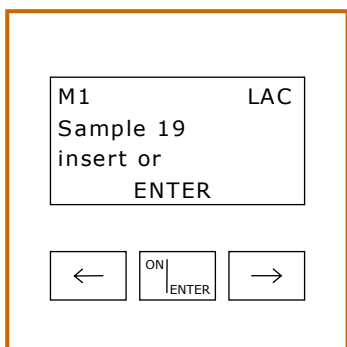 M1 LAC
Sample 19
insert or
ENTER
← ON ENTER →